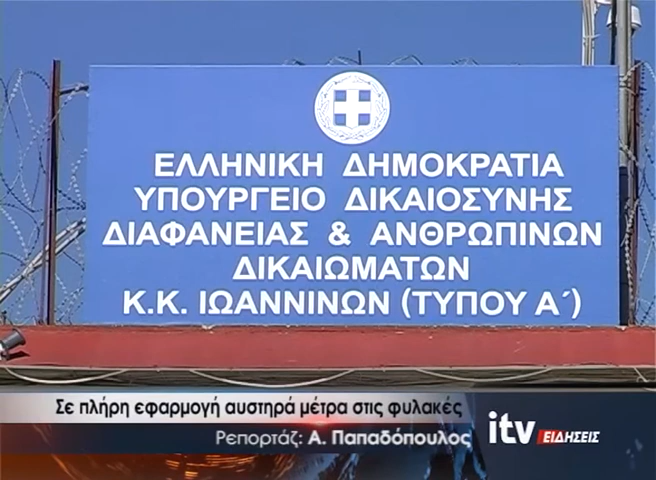 ΕΛΛΗΝΙΚΗ ΔΗΜΟΚΡΑΤΙΑ
ΥΠΟΥΡΓΕΙΟ ΔΙΚΑΙΟΣΥΝΗΣ
ΔΙΑΦΑΝΕΙΑΣ & ΑΝΘΡΩΠΙΝΩΝ
ΔΙΚΑΙΩΜΑΤΩΝ
Κ.Κ. ΙΩΑΝΝΙΝΩΝ (ΤΥΠΟΥ Α΄)
Σε πλήρη εφαρμογή αυστηρά μέτρα στις φυλακές
Ρεπορτάζ: Α. Παπαδόπουλος
itv ΕΙΔΗΣΕΙΣ